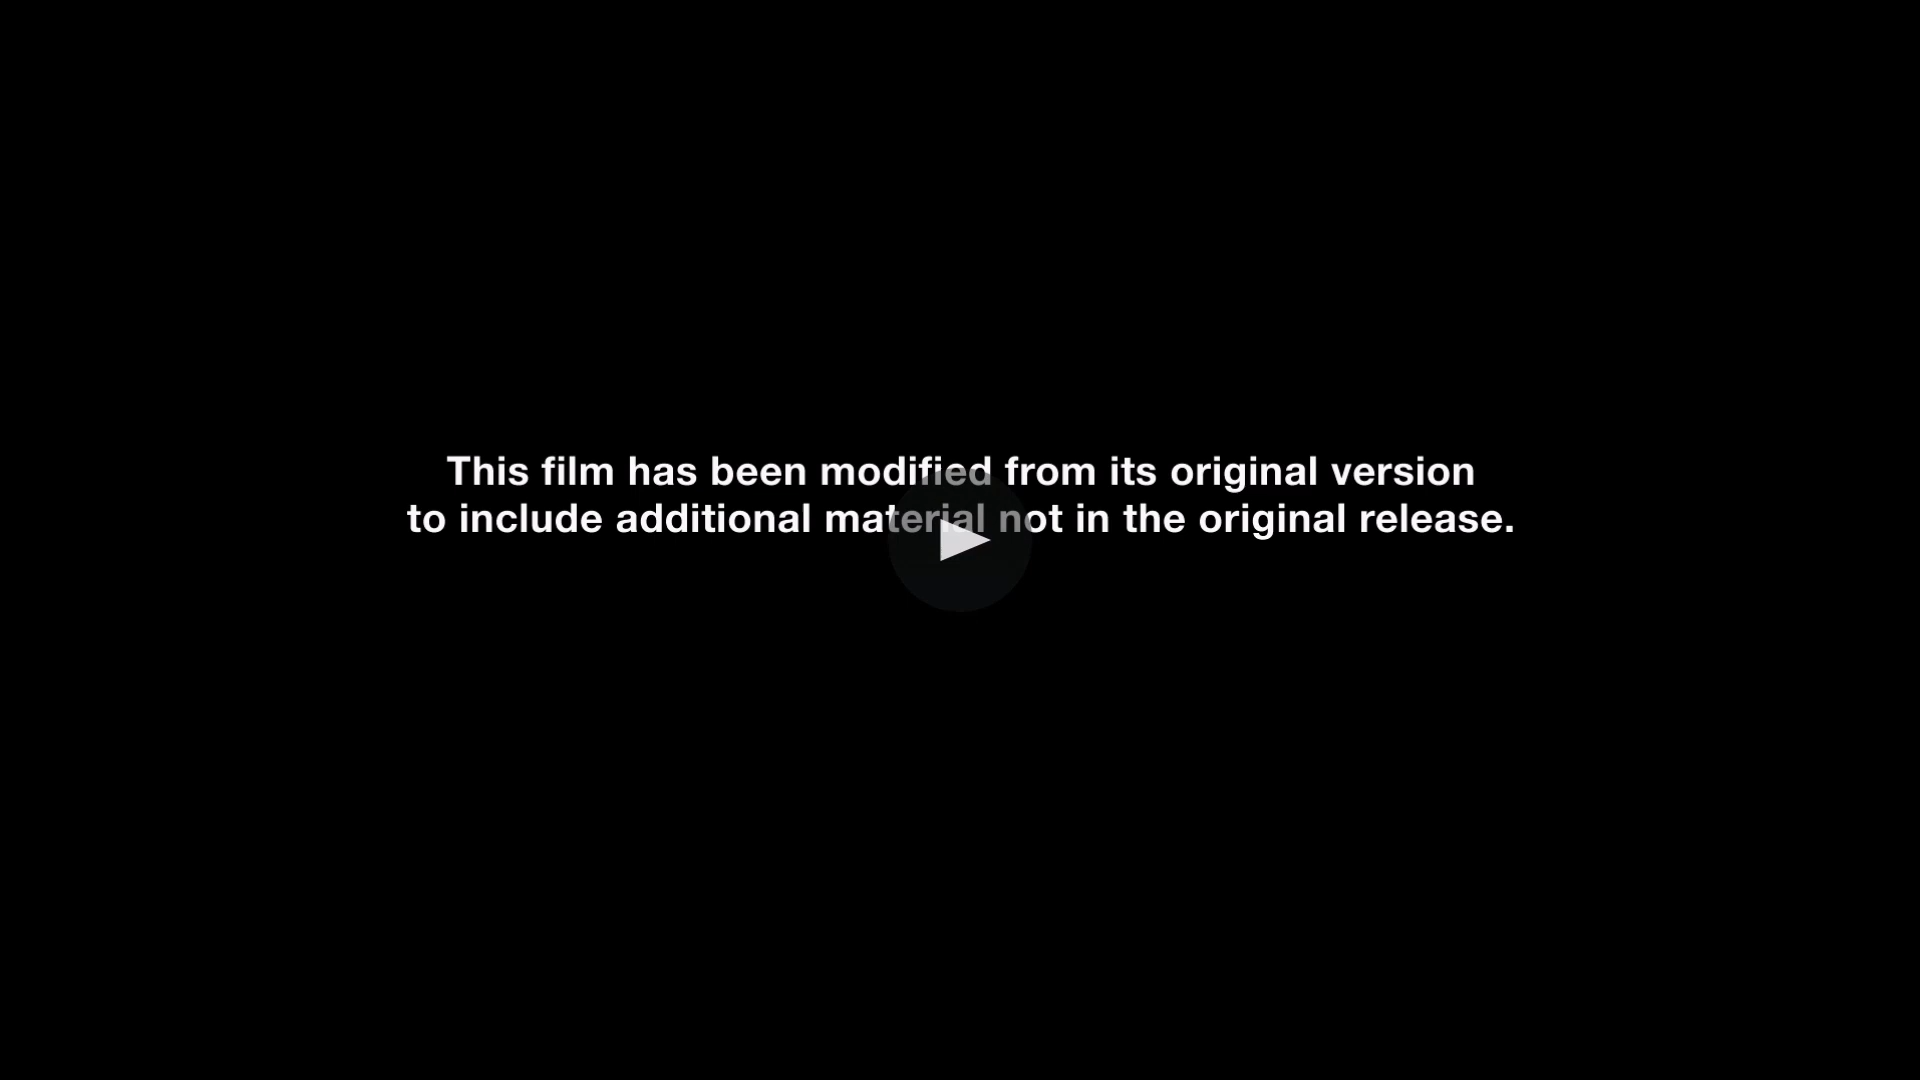 This film has been modified from its original version
to include additional material not in the original release.